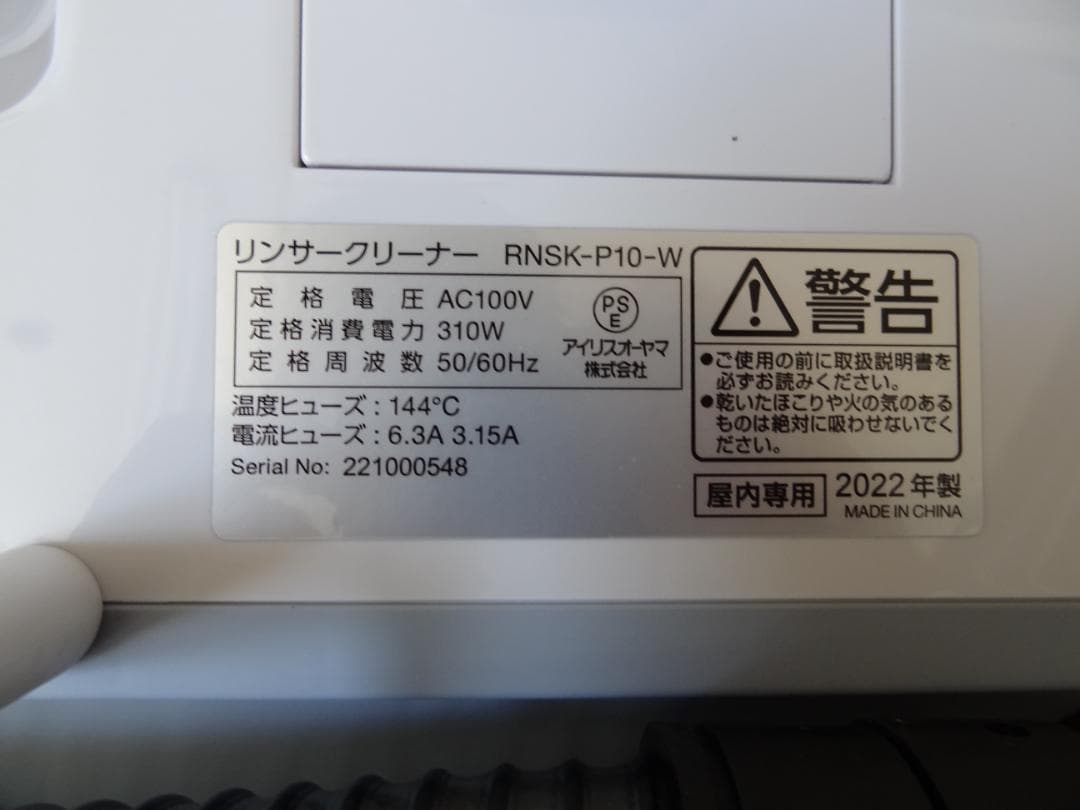 リンサークリーナー RNSK-P10-W
定格電圧 AC100V
定格消費電力 310W
定格周波数 50/60Hz
PS
E
アイリスオーヤマ
株式会社
温度ヒューズ：144℃
電流ヒューズ：6.3A 3.15A
Serial No: 221000548
警告
●ご使用の前に取扱説明書を
必ずお読みください。
●乾いたほこりや火の気のある
ものは絶対に吸わせないでく
ださい。
屋内専用 2022年製
MADE IN CHINA